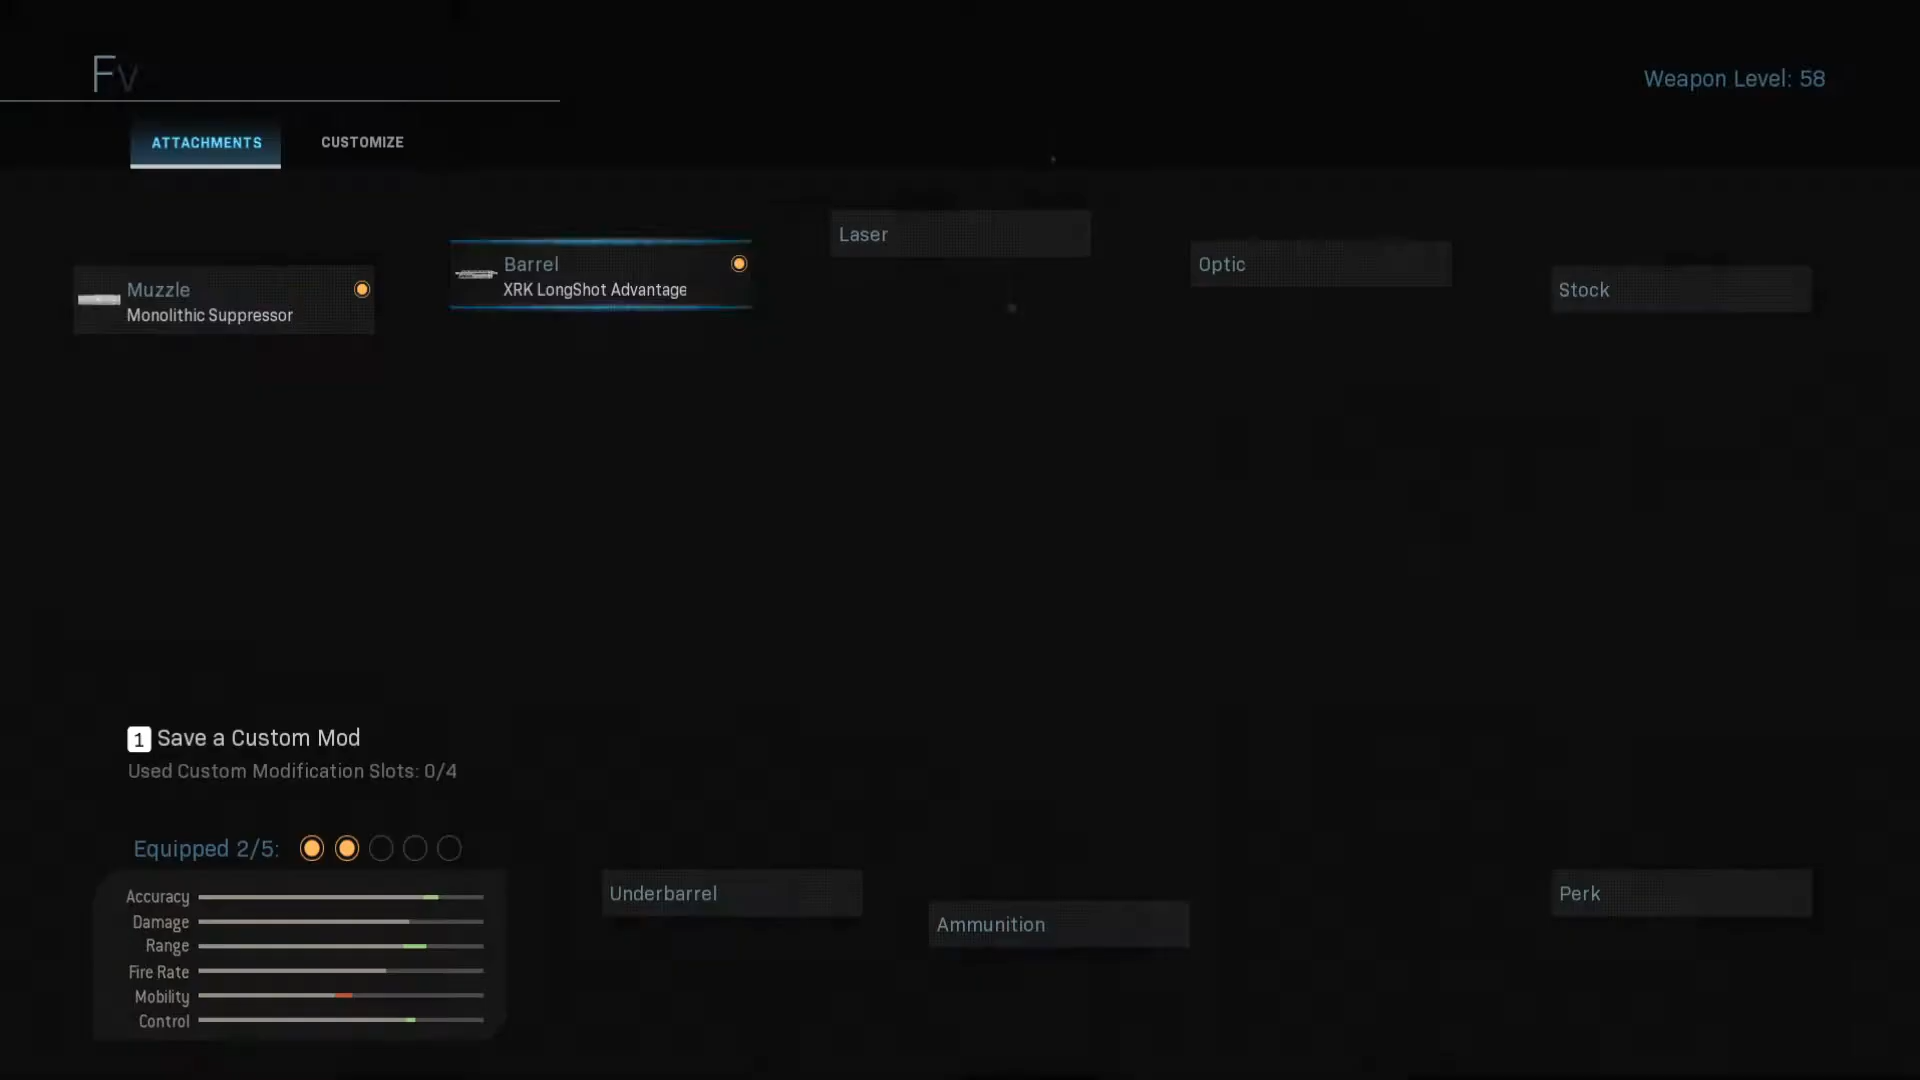 Fv
Weapon Level: 58
ATTACHMENTS
CUSTOMIZE
Laser
Barrel
XRK LongShot Advantage
Optic
Muzzle
Monolithic Suppressor
Stock
1 Save a Custom Mod
Used Custom Modification Slots: 0/4
Equipped 2/5:
Accuracy
Damage
Range
Fire Rate
Mobility
Control
Underbarrel
Ammunition
Perk